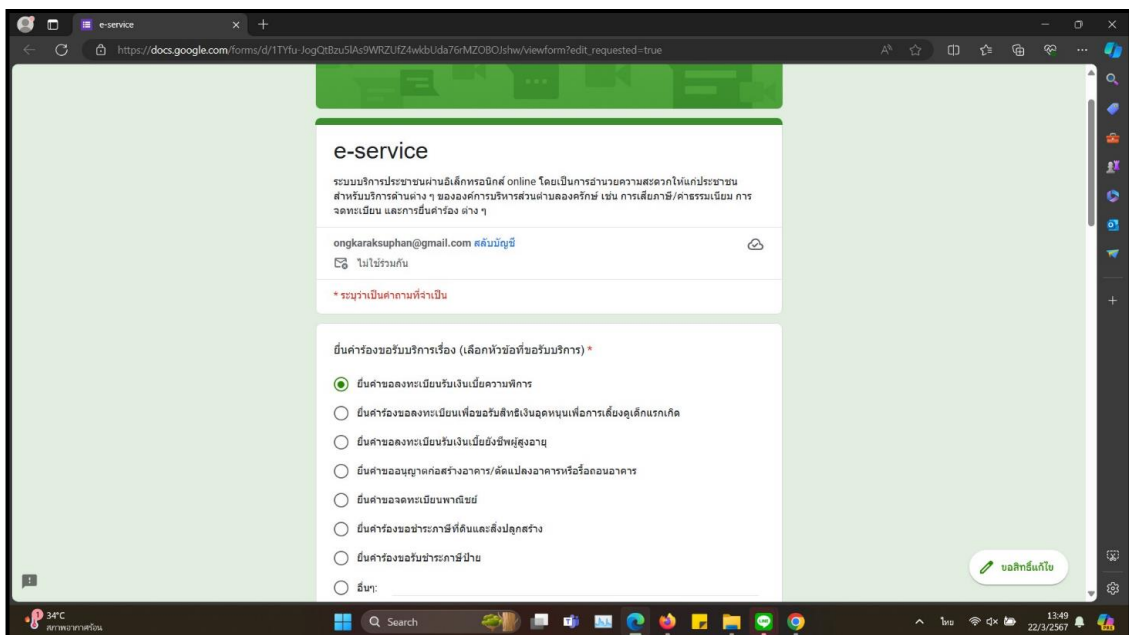 e-service
https://docs.google.com/forms/d/1TYfu-JogQtBzu5lAs9WRZUfZ4wkbUda76rMZOBOJshw/viewform?edit_requested=true
e-service
ระบบบริการประชาชนผ่านอิเล็กทรอนิกส์ online โดยเป็นการอำนวยความสะดวกให้แก่ประชาชน
สำหรับบริการด้านต่าง ๆ ขององค์การบริหารส่วนตำบลองครักษ์ เช่น การเสียภาษี/ค่าธรรมเนียม การ
จดทะเบียน และการยื่นคำร้อง ต่าง ๆ
ongkaraksuphan@gmail.com สลับบัญชี
ไม่ใช่ร่วมกัน
* ระบุว่าเป็นคำถามที่จำเป็น
ยื่นคำร้องขอรับบริการเรื่อง (เลือกหัวข้อที่ขอรับบริการ) *
ยื่นคำขอลงทะเบียนรับเงินเบี้ยความพิการ
ยื่นคำร้องขอลงทะเบียนเพื่อขอรับสิทธิเงินอุดหนุนเพื่อการเลี้ยงดูเด็กแรกเกิด
ยื่นคำขอลงทะเบียนรับเงินเบี้ยยังชีพผู้สูงอายุ
ยื่นคำขออนุญาตก่อสร้างอาคาร/ดัดแปลงอาคารหรือรื้อถอนอาคาร
ยื่นคำขอจดทะเบียนพาณิชย์
ยื่นคำร้องขอชำระภาษีที่ดินและสิ่งปลูกสร้าง
ยื่นคำร้องขอรับชำระภาษีป้าย
อื่นๆ:
ขอสิทธิ์แก้ไข
34°C
สภาพอากาศร้อน
Search
ไทย
13:49
22/3/2567